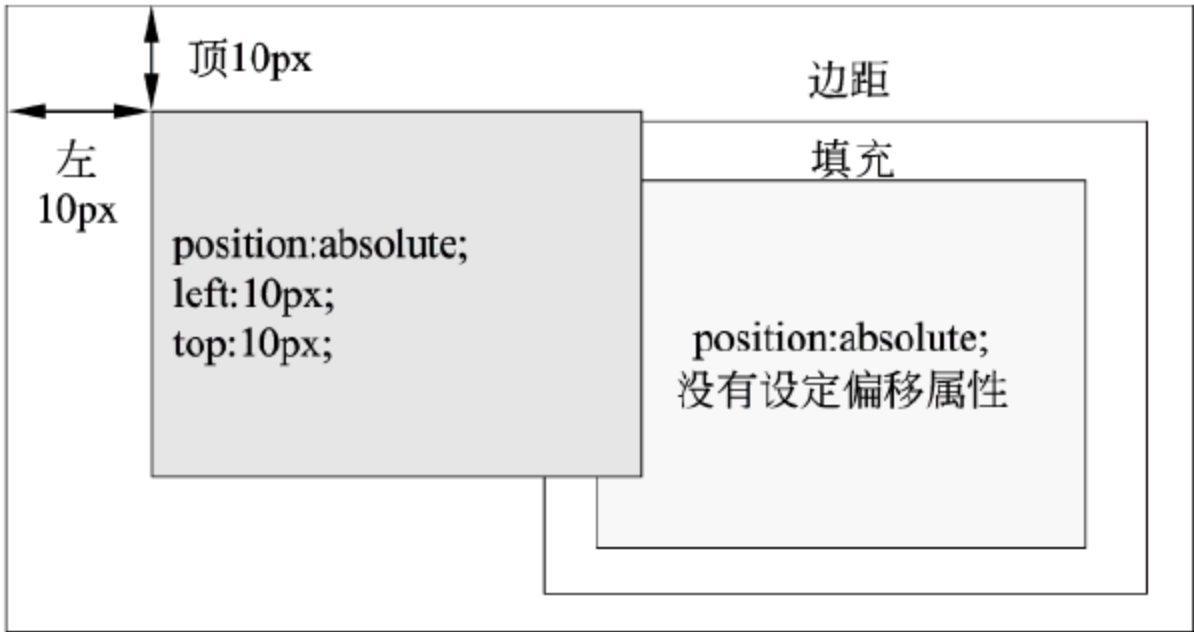 顶10px
边距
左
10px
填充
position:absolute;
left:10px;
top:10px;
position:absolute;
没有设定偏移属性